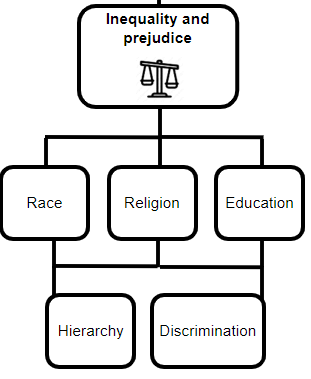 Inequality and
prejudice
Race
Religion
Education
Hierarchy
Discrimination